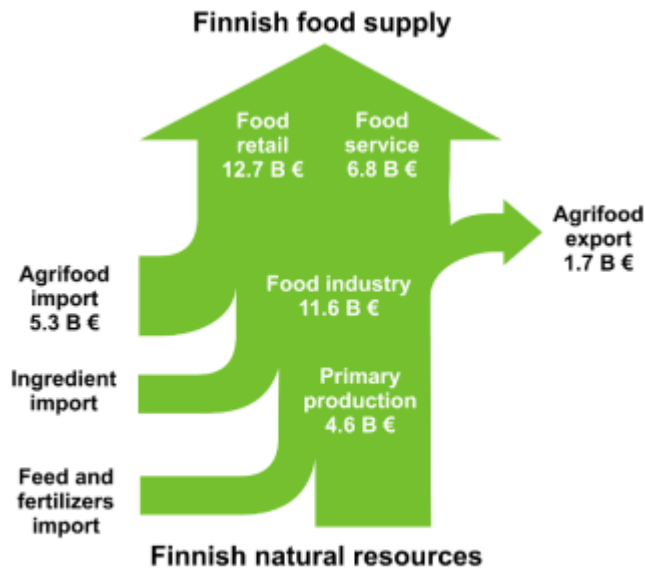 Finnish food supply
Food
retail
12.7 B €
Food
service
6.8 B €
Agrifood
export
1.7 B €
Agrifood
import
5.3 B €
Food industry
11.6 B €
Ingredient
import
Primary
production
4.6 B €
Feed and
fertilizers
import
Finnish natural resources